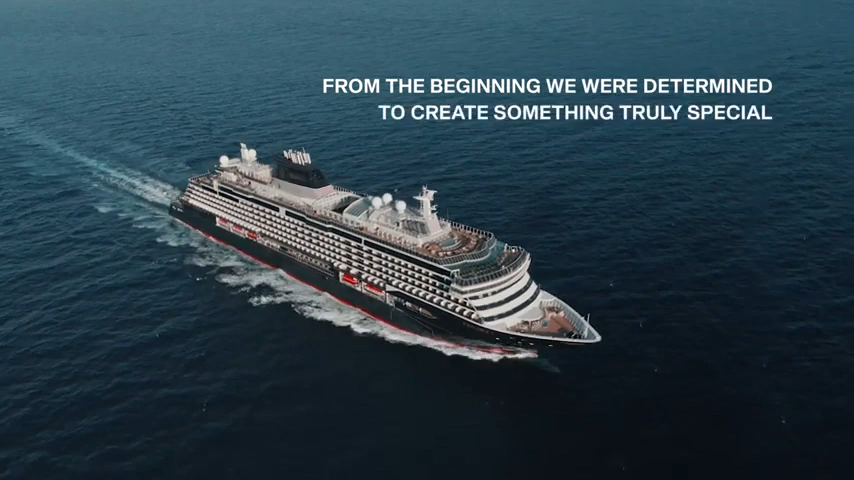 FROM THE BEGINNING WE WERE DETERMINED
TO CREATE SOMETHING TRULY SPECIAL